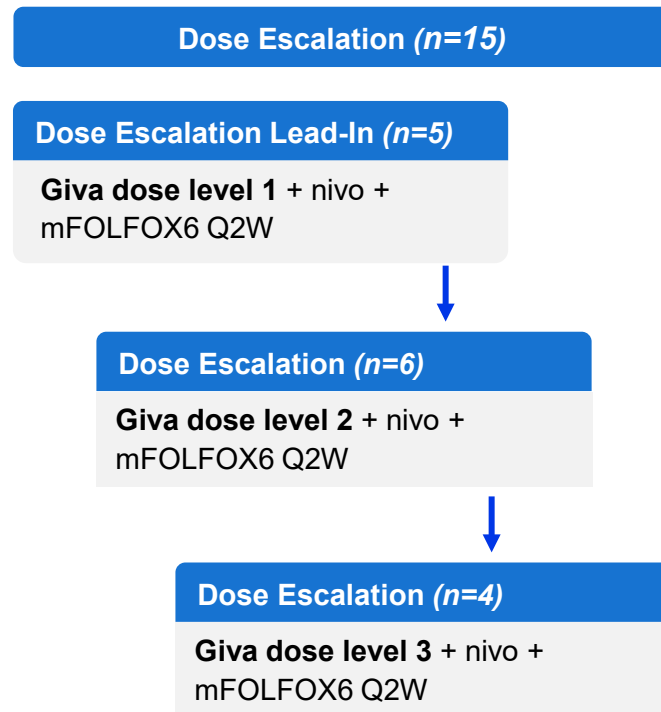 Dose Escalation (n=15)
Dose Escalation Lead-In (n=5)
Giva dose level 1 + nivo +
mFOLFOX6 Q2W
Dose Escalation (n=6)
Giva dose level 2 + nivo +
mFOLFOX6 Q2W
Dose Escalation (n=4)
Giva dose level 3 + nivo +
mFOLFOX6 Q2W